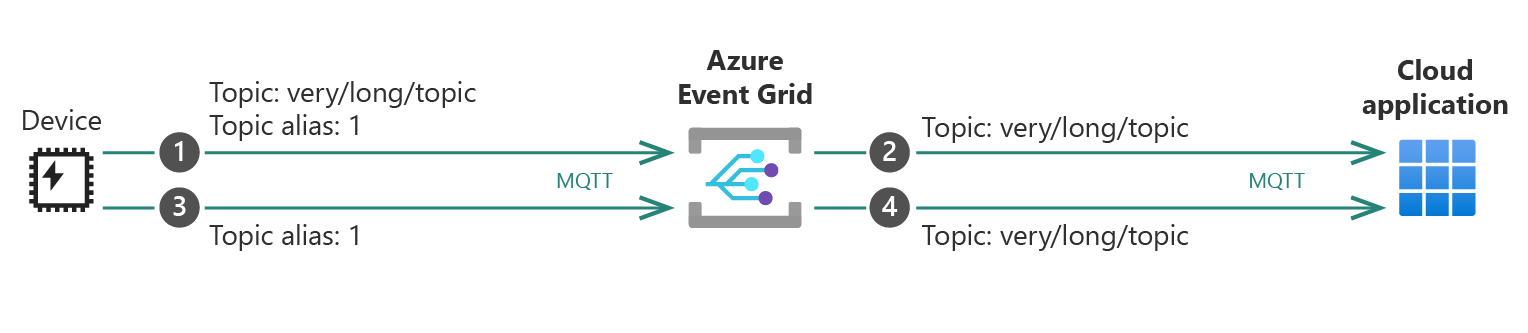 Device
1
Topic: very/long/topic
Topic alias: 1
MQTT
3
Topic alias: 1
Azure
Event Grid
2
Topic: very/long/topic
MQTT
4
Topic: very/long/topic
Cloud
application